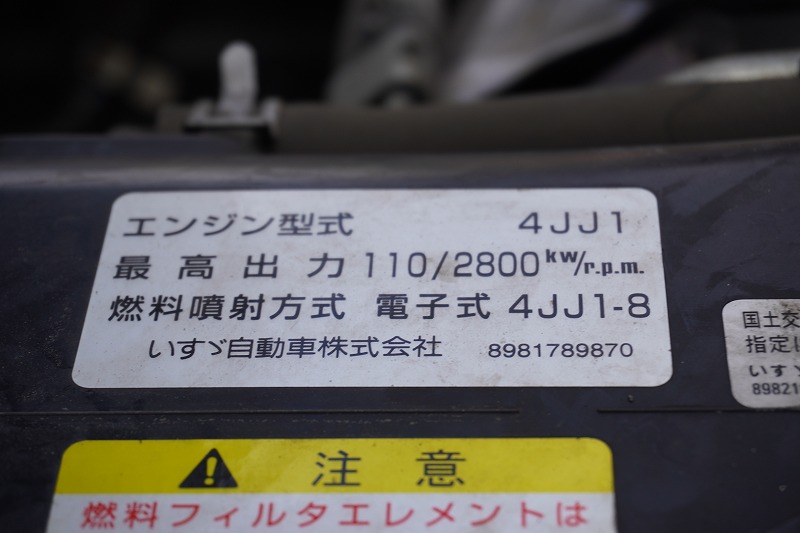 エンジン型式 4JJ1
最高出力 110/2800kw/r.p.m.
燃料噴射方式 電子式 4JJ1-8
いすゞ自動車株式会社 8981789870
国土交
指定
いすゞ
89821
注意
燃料フィルタエレメントは